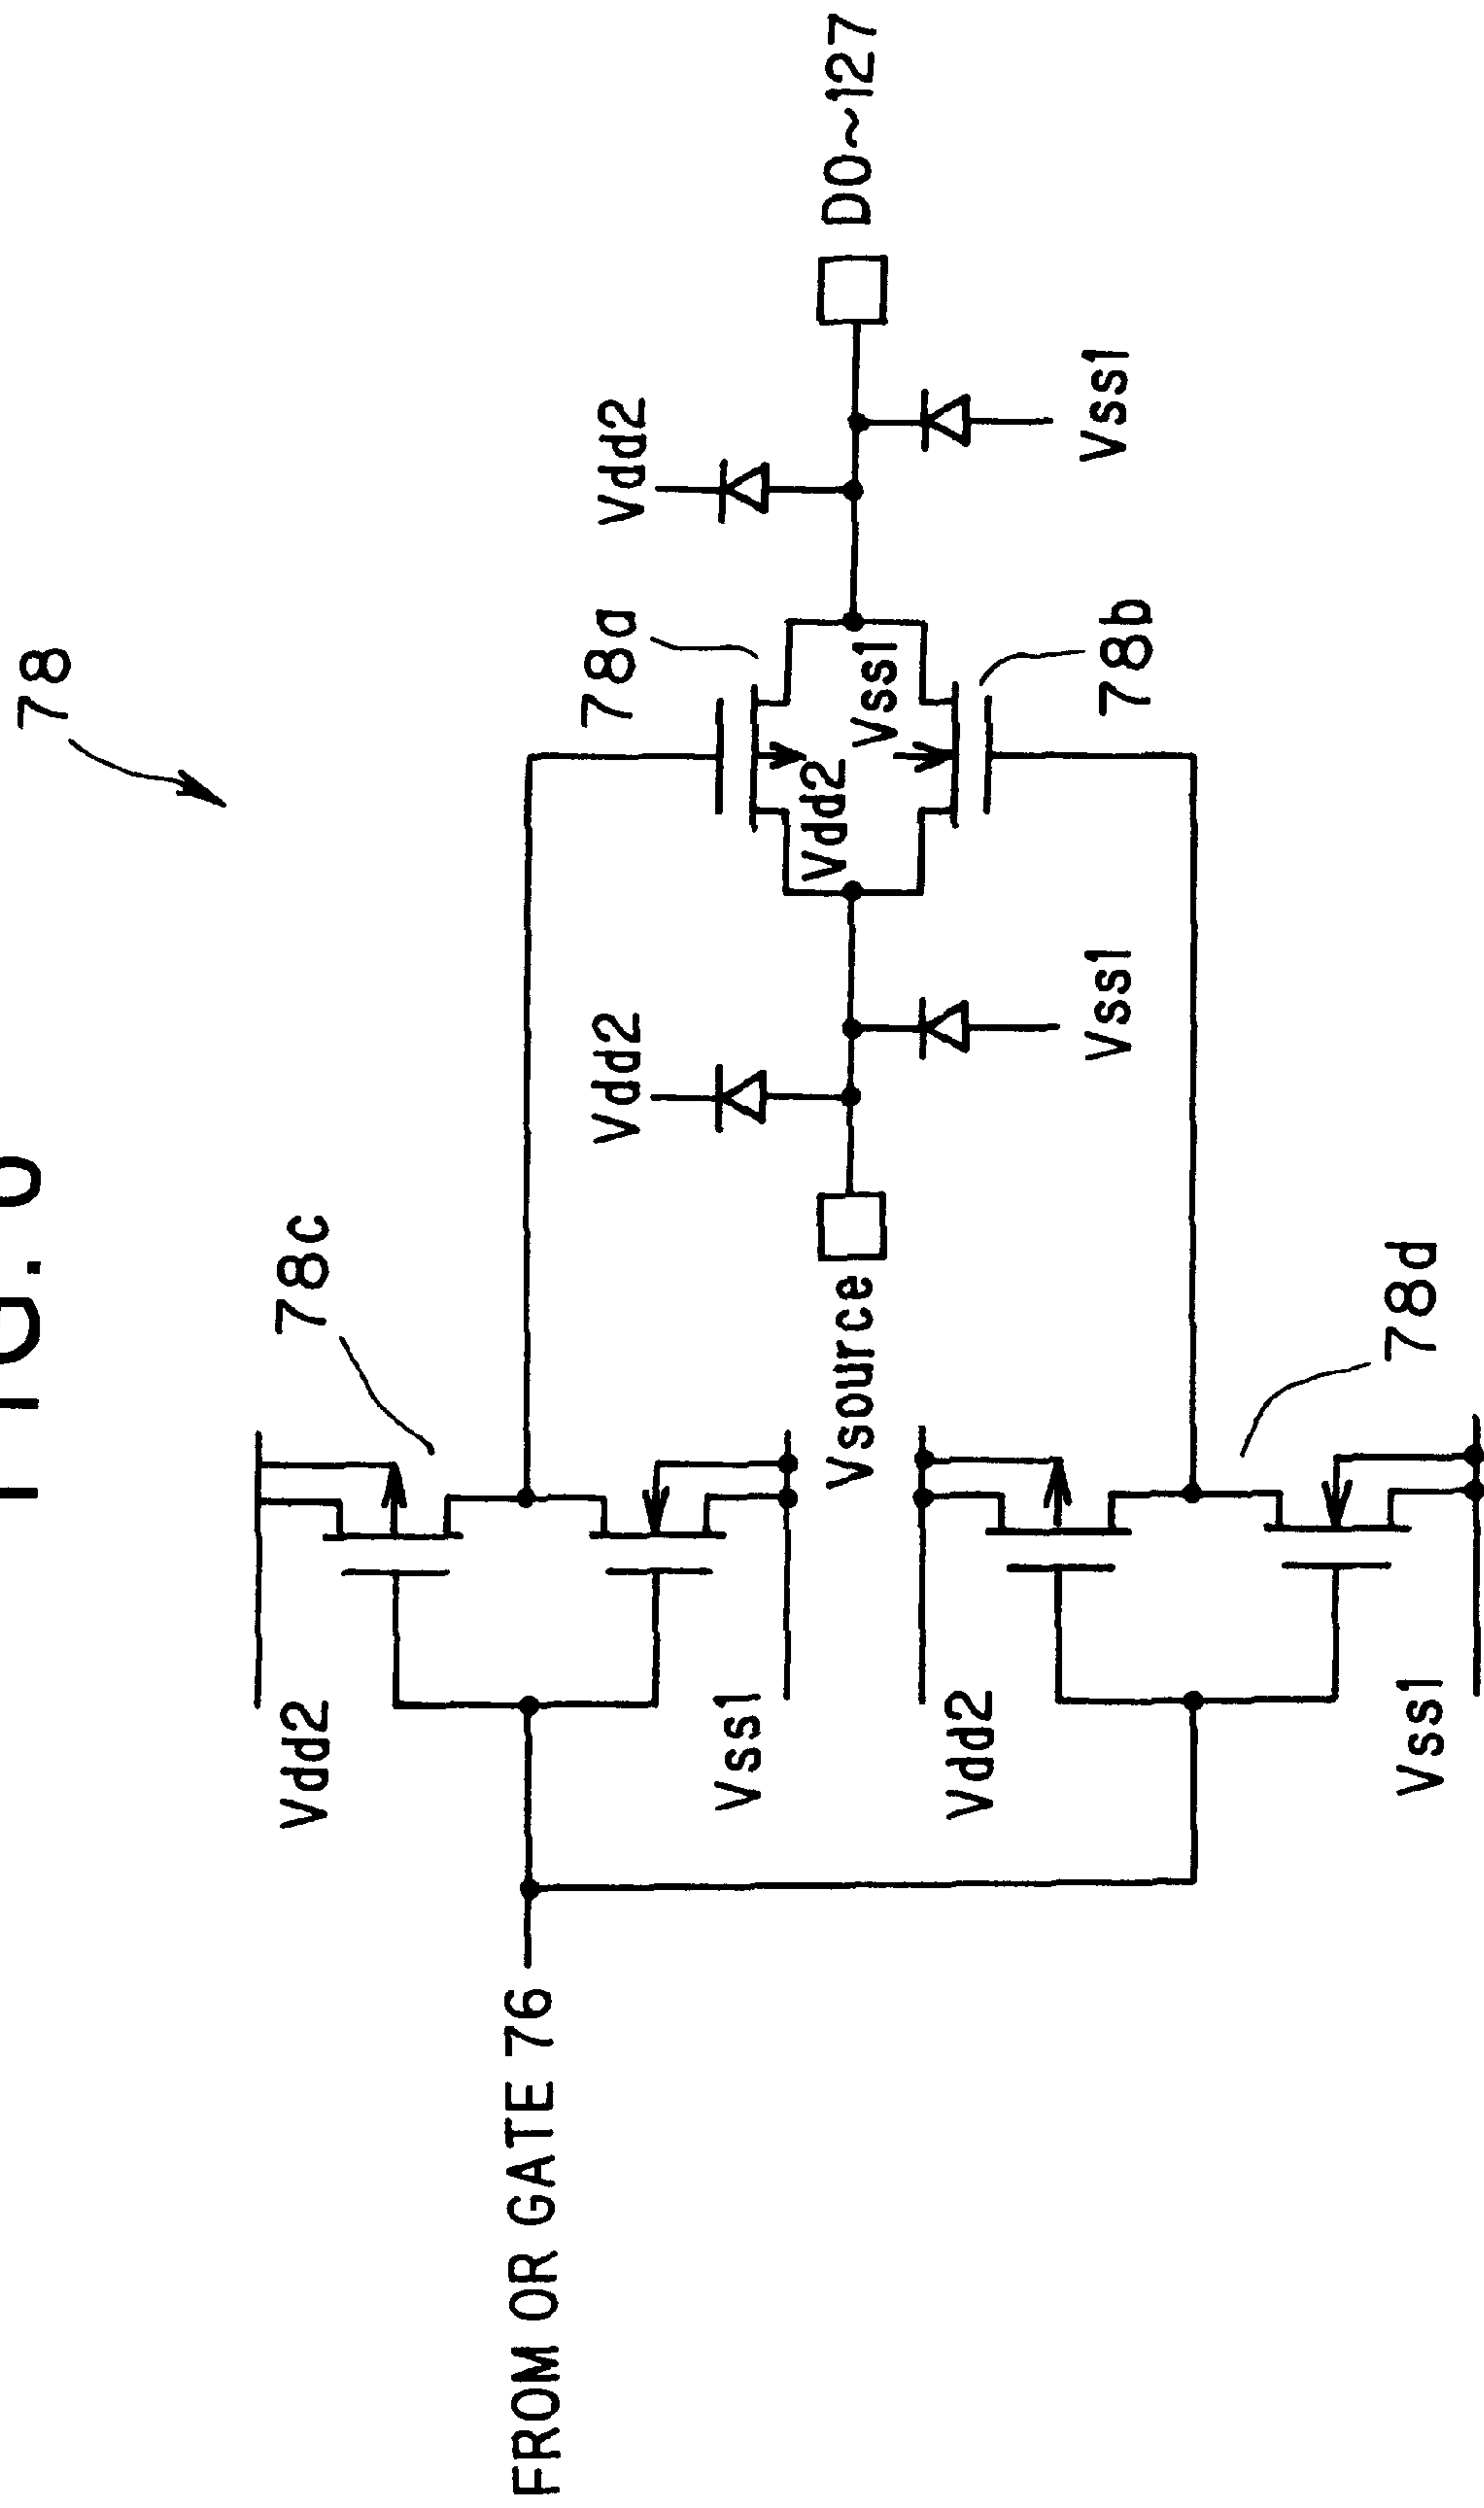 FIG.
78
Vdd2
78c
FROM OR GATE 76
Vdd2
78a
Vdd2
Vss1
Vdd2
Vsource
Vss1
D0~127
Vdd2
Vss1
78b
Vss1
Vss1
78d